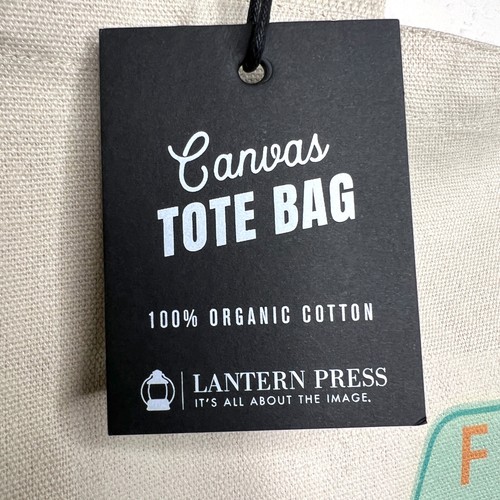 Canvas
TOTE BAG
100% ORGANIC COTTON
LANTERN PRESS
IT'S ALL ABOUT THE IMAGE.
F